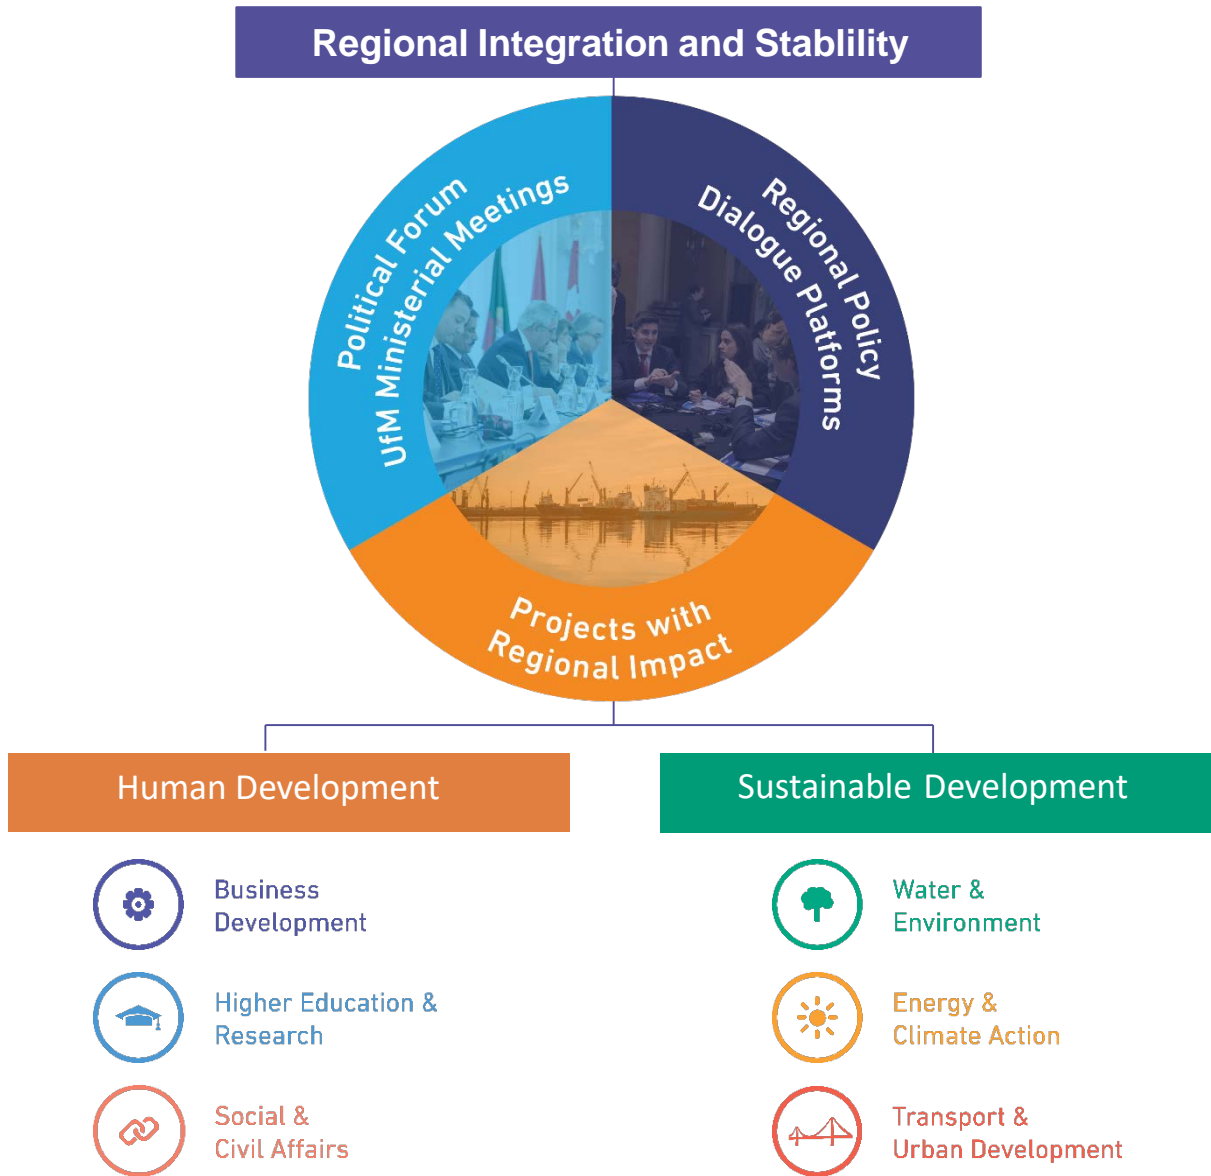 Regional Integration and Stablility
Political Forum
UfM Ministerial Meetings
Regional Policy
Dialogue Platforms
Projects with
Regional Impact
Human Development
Business
Development
Higher Education &
Research
Social &
Civil Affairs
Sustainable Development
Water &
Environment
Energy &
Climate Action
Transport &
Urban Development